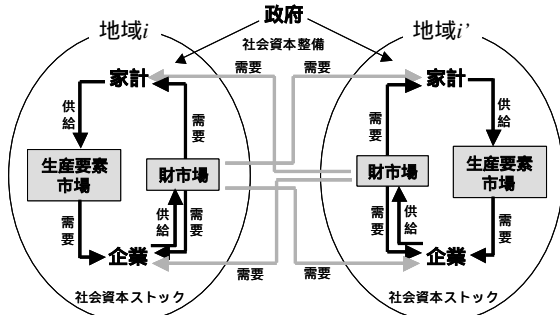 政府
地域i
地域i’
社会資本整備
家計
需要
需要
家計
供給
需要
需要
供給
生産要素
市場
財市場
財市場
生産要素
市場
需要
供給
需要
需要
供給
需要
企業
企業
需要
需要
社会資本ストック
社会資本ストック